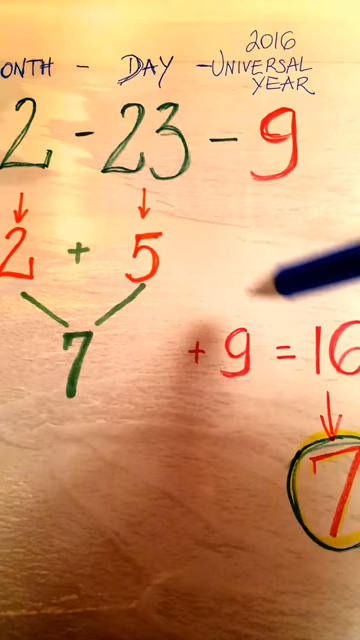 2016
ONTH - DAY - UNIVERSAL
YEAR
2 - 23 - 9
2 + 5
7
+ 9 = 16
7